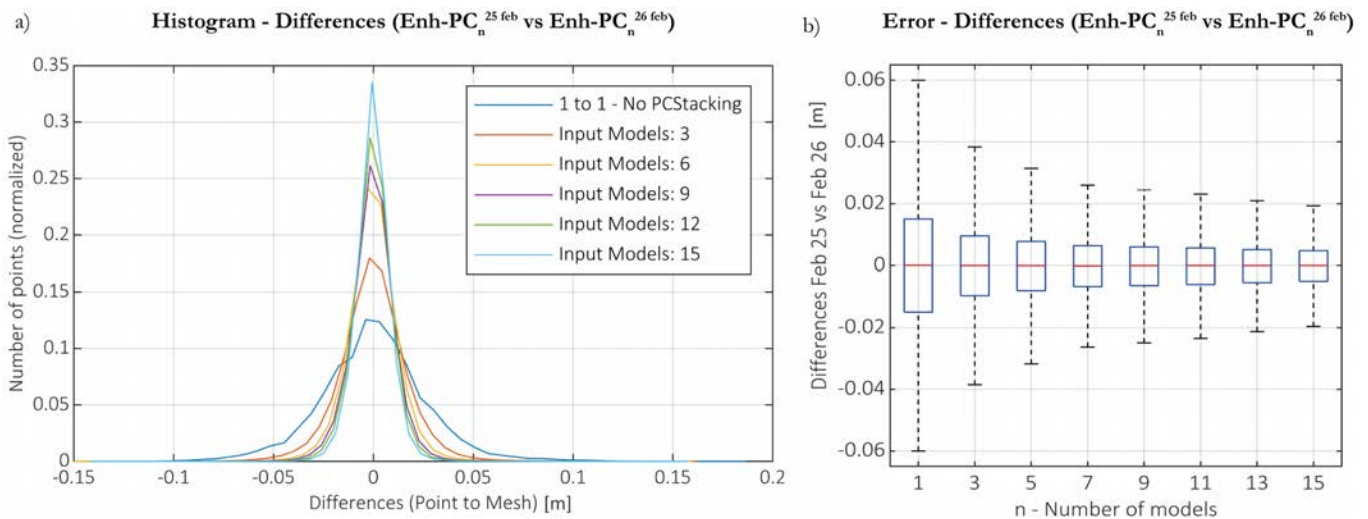 a)
Histogram - Differences (Enh-PCₙ²⁵ ᶠᵉᵇ vs Enh-PCₙ²⁶ ᶠᵉᵇ)
0.35
0.3
0.25
0.2
0.15
0.1
0.05
0
Number of points (normalized)
1 to 1 - No PCStacking
Input Models: 3
Input Models: 6
Input Models: 9
Input Models: 12
Input Models: 15
-0.15
-0.1
-0.05
0
0.05
0.1
0.15
0.2
Differences (Point to Mesh) [m]
b)
Error - Differences (Enh-PCₙ²⁵ ᶠᵉᵇ vs Enh-PCₙ²⁶ ᶠᵉᵇ)
0.06
0.04
0.02
0
-0.02
-0.04
-0.06
Differences Feb 25 vs Feb 26 [m]
1 3 5 7 9 11 13 15
n - Number of models